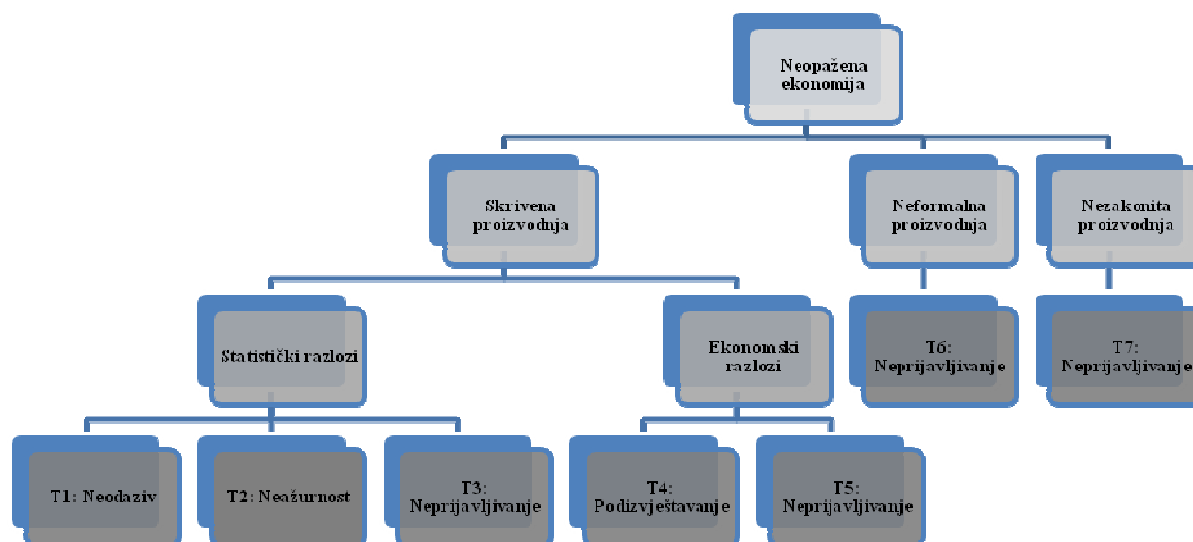 Neopažena
ekonomija
Skrivena
proizvodnja
Neformalna
proizvodnja
Nezakonita
proizvodnja
Statistički razlozi
Ekonomski
razlozi
T6:
Neprijavljivanje
T7:
Neprijavljivanje
T1: Neodaziv
T2: Neažurnost
T3:
Neprijavljivanje
T4:
Podizvještavanje
T5:
Neprijavljivanje